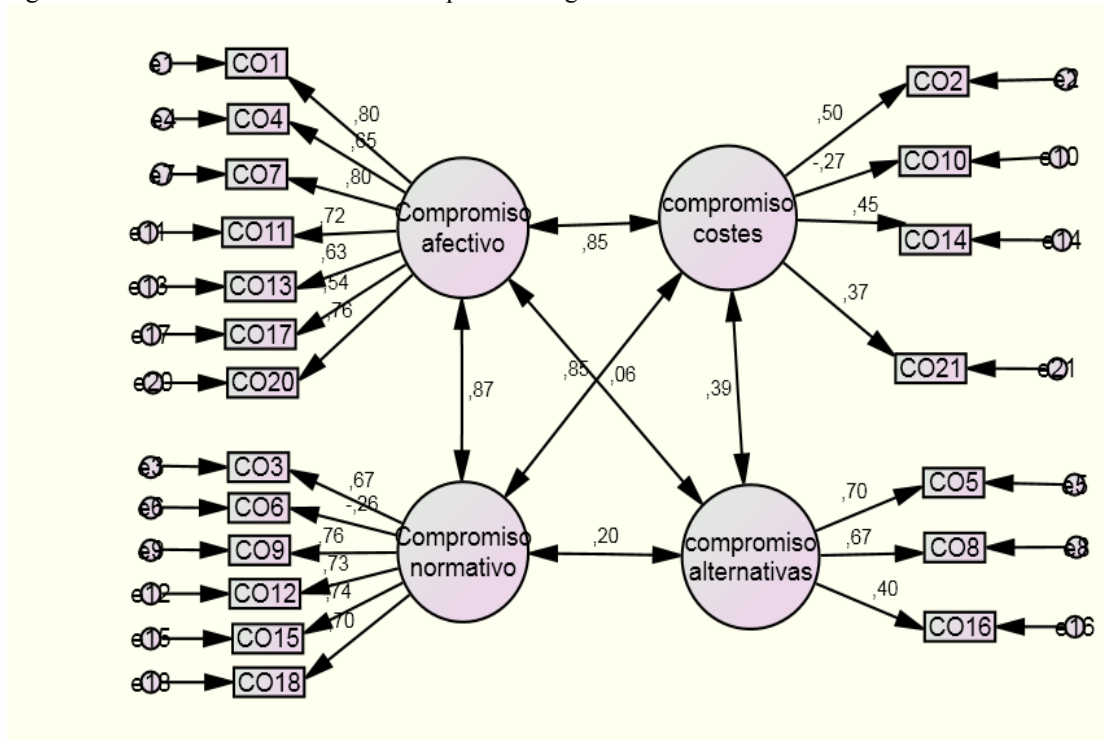 e1
CO1
e4
CO4
e7
CO7
e11
CO11
e13
CO13
e17
CO17
e20
CO20
,80
,65
,80
,72
,63
,54
,76
Compromiso
afectivo
,85
compromiso
costes
,50
-,27
,45
,37
CO2
e2
CO10
e10
CO14
e14
CO21
e21
,87
,85
,06
,39
e3
CO3
e6
CO6
e9
CO9
e12
CO12
e15
CO15
e18
CO18
,67
-,26
,76
,73
,74
,70
Compromiso
normativo
,20
compromiso
alternativas
,70
,67
,40
CO5
e5
CO8
e8
CO16
e16